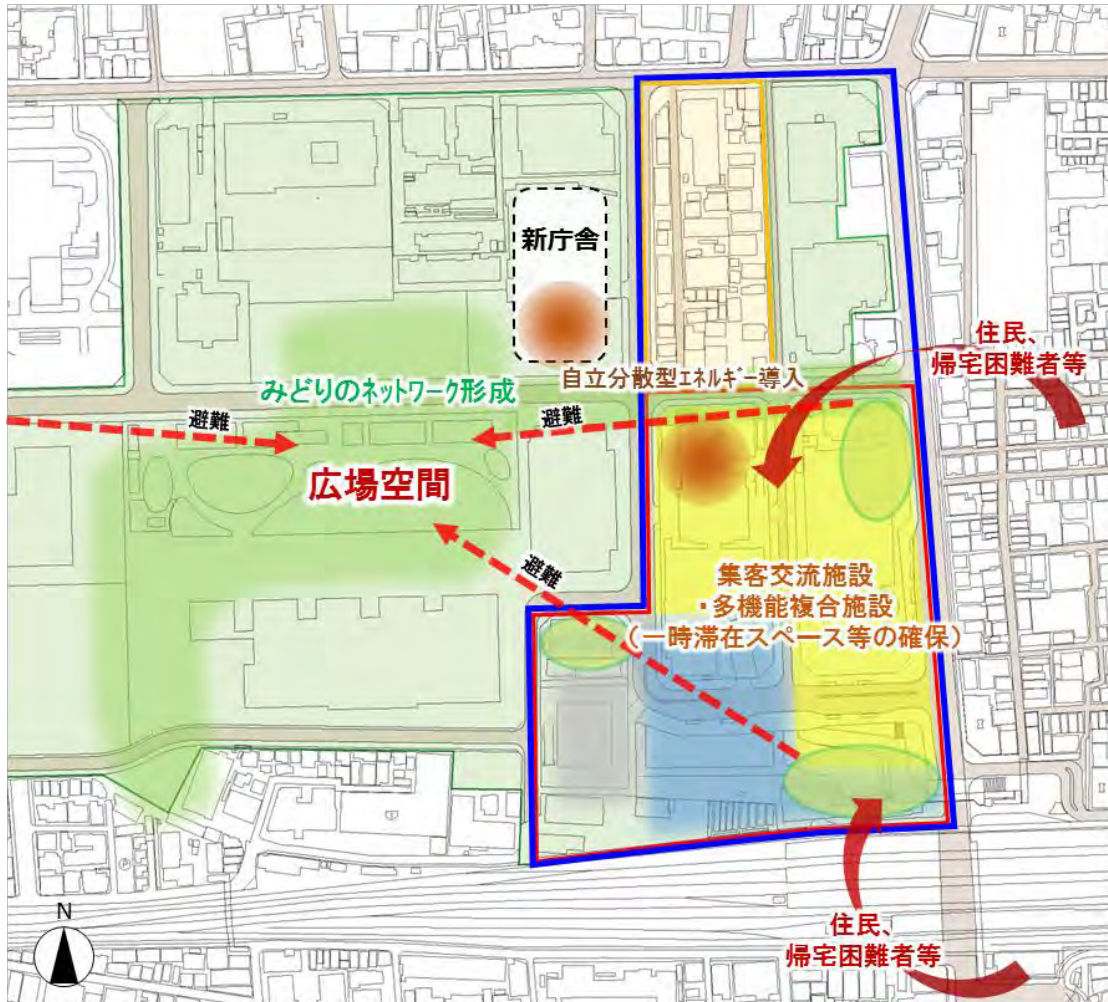 新庁舎
住民、
帰宅困難者等
自立分散型エネルギー導入
みどりのネットワーク形成
避難
避難
広場空間
避難
集客交流施設
・多機能複合施設
（一時滞在スペース等の確保）
N
住民、
帰宅困難者等